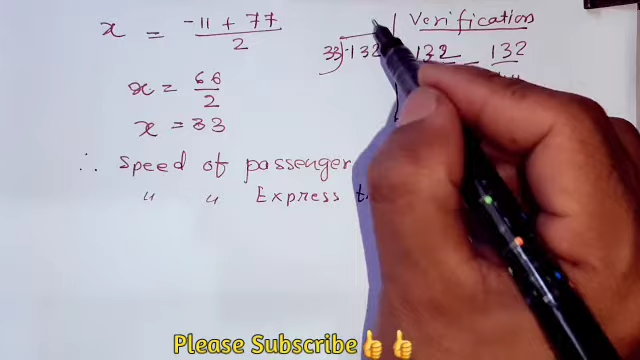 x = -11 + 77 / 2
x = 66 / 2
x = 33
33) 132
Verification
132 132
∴ Speed of passenger
" " Express
Please Subscribe👍👍